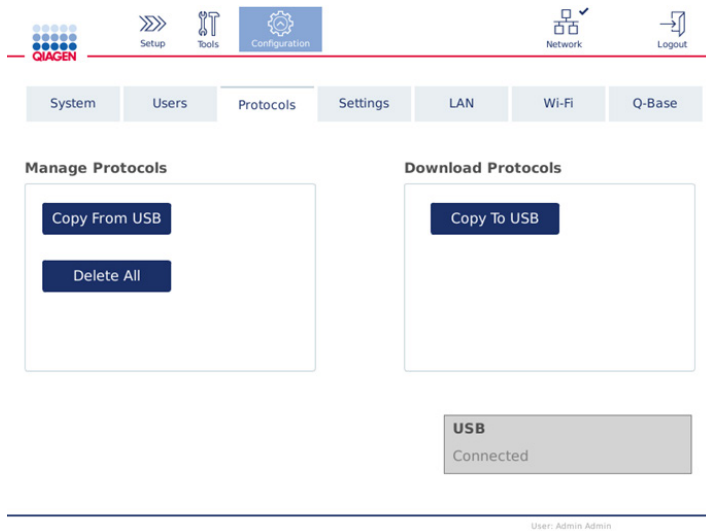 QIAGEN
Setup
Tools
Configuration
Network
Logout
System
Users
Protocols
Settings
LAN
Wi-Fi
Q-Base
Manage Protocols
Download Protocols
Copy From USB
Copy To USB
Delete All
USB
Connected
User: Admin Admin